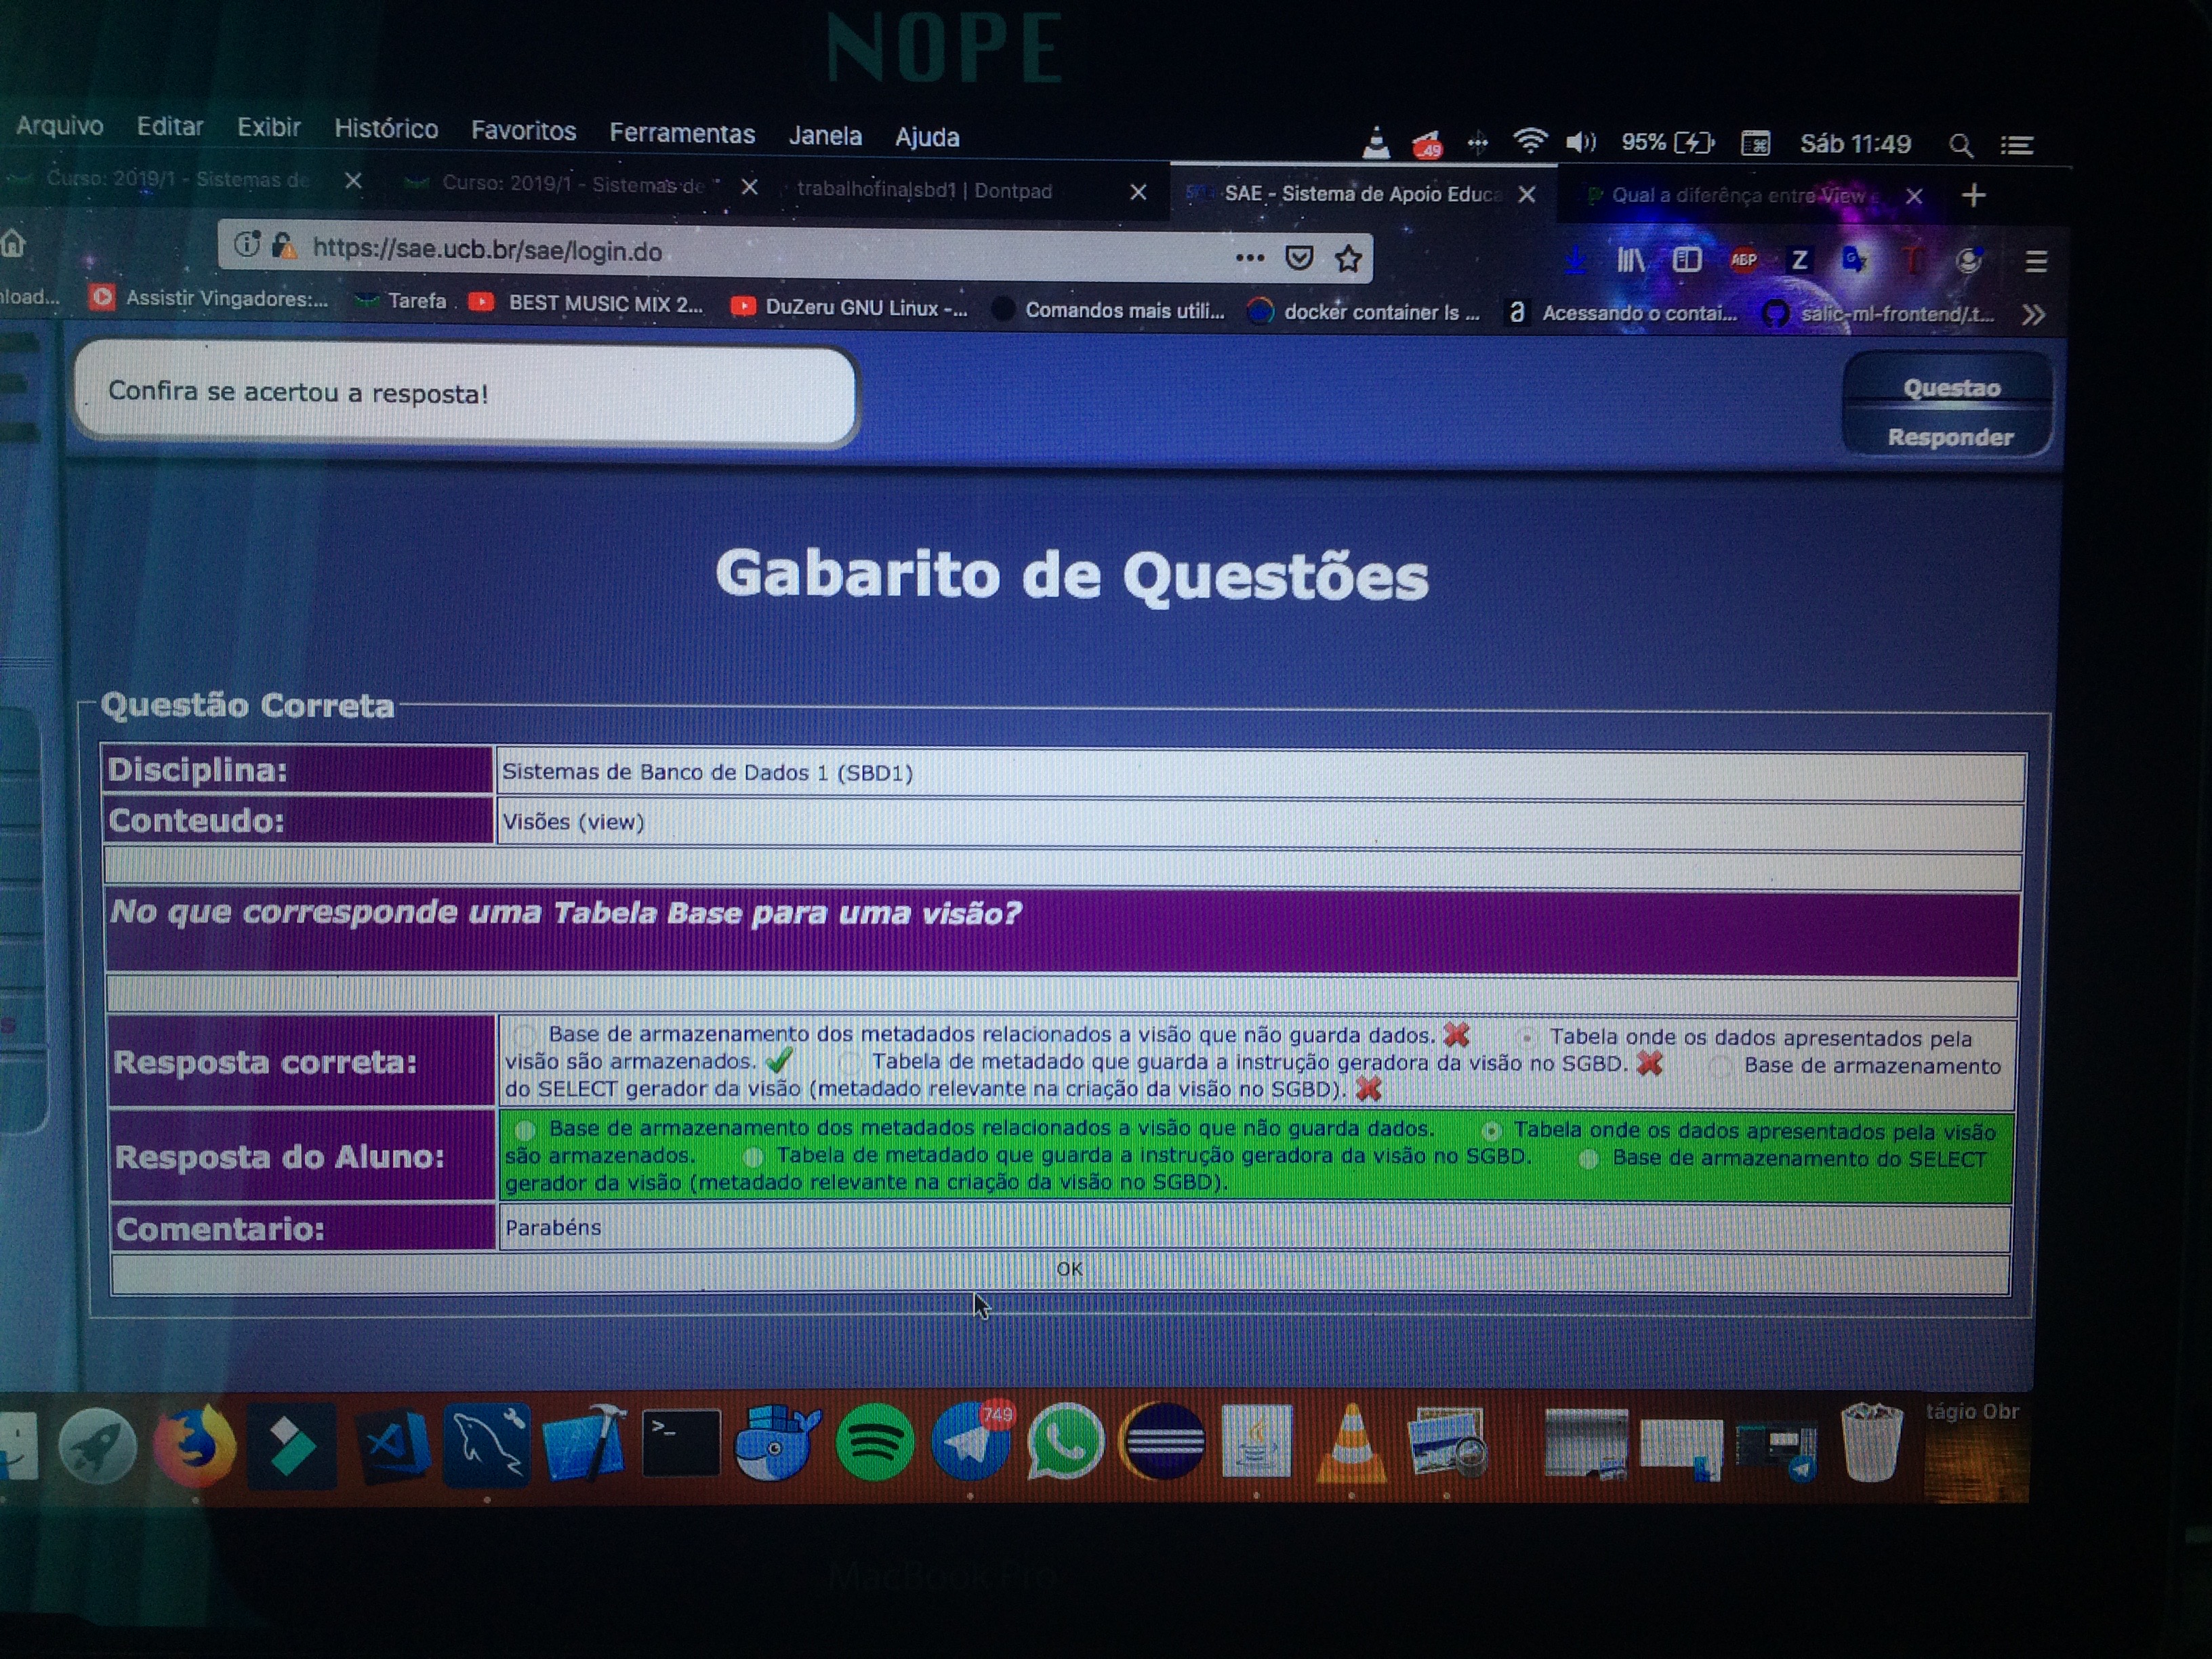 NOPE
Arquivo Editar Exibir Histórico Favoritos Ferramentas Janela Ajuda 49 95% Sáb 11:49
Curso: 2019/1 - Sistemas de Curso: 2019/1 - Sistemas de trabalhofinalsbd1 | Dontpad SAE - Sistema de Apoio Educa Qual a diferênça entre View e
https://sae.ucb.br/sae/login.do ABP Z
nload... Assistir Vingadores:... Tarefa BEST MUSIC MIX 2... DuZeru GNU Linux -... Comandos mais utili... docker container ls ... a Acessando o contai... salic-ml-frontend/.t...
Confira se acertou a resposta!
Questao
Responder
Gabarito de Questões
Questão Correta
Disciplina: Sistemas de Banco de Dados 1 (SBD1)
Conteudo: Visões (view)
No que corresponde uma Tabela Base para uma visão?
Resposta correta: Base de armazenamento dos metadados relacionados a visão que não guarda dados. Tabela onde os dados apresentados pela
visão são armazenados. Tabela de metadado que guarda a instrução geradora da visão no SGBD. Base de armazenamento
do SELECT gerador da visão (metadado relevante na criação da visão no SGBD).
Resposta do Aluno: Base de armazenamento dos metadados relacionados a visão que não guarda dados. Tabela onde os dados apresentados pela visão
são armazenados. Tabela de metadado que guarda a instrução geradora da visão no SGBD. Base de armazenamento do SELECT
gerador da visão (metadado relevante na criação da visão no SGBD).
Comentario: Parabéns
OK
749
tágio Obr
MacBook Pro